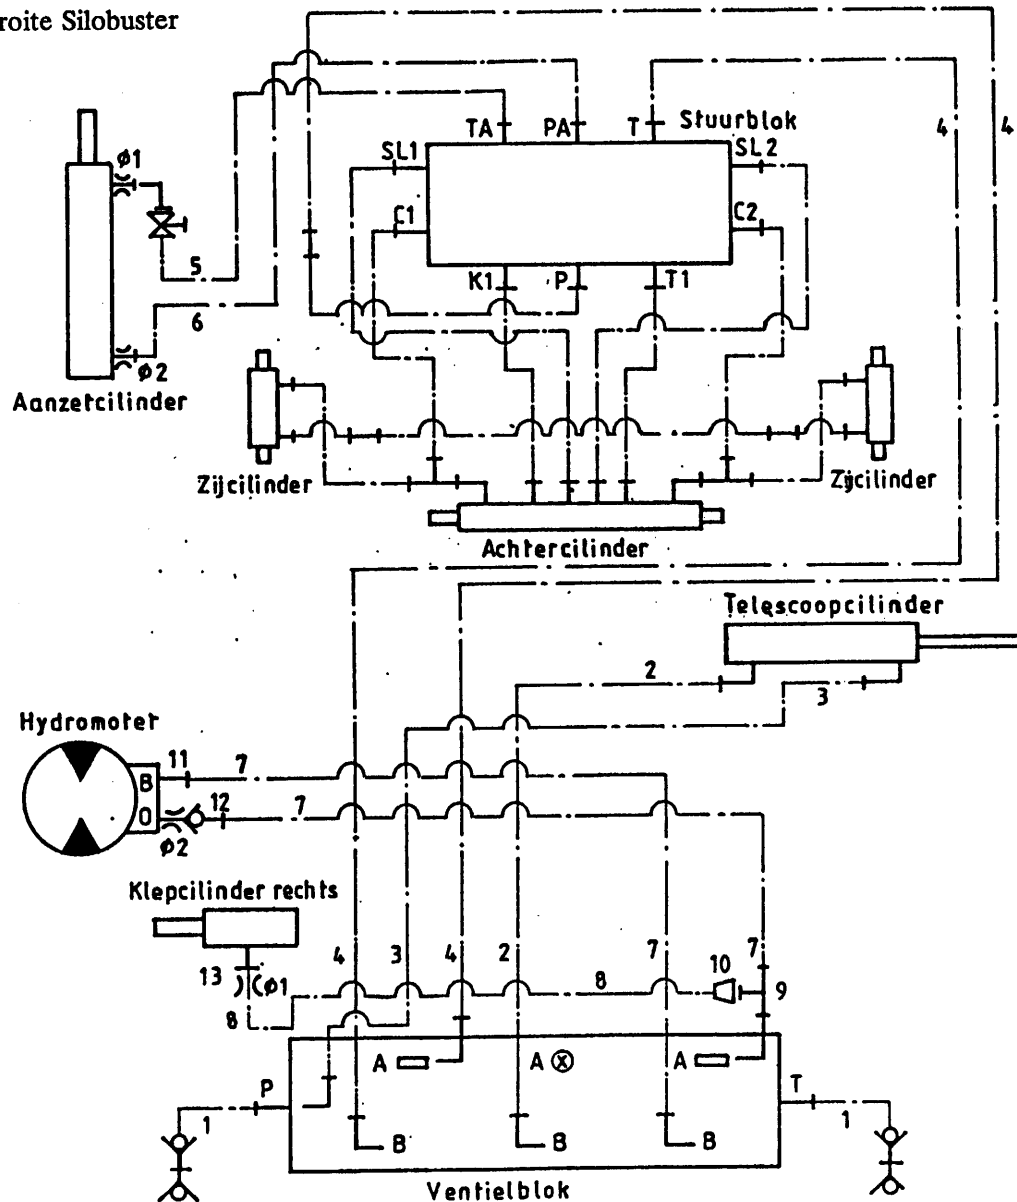 roite Silobuster
4
4
TA
PA
T
Stuurblok
SL1
SL2
Ø1
C1
C2
5
K1
P
T1
6
Ø2
Aanzetcilinder
Zijcilinder
Zijcilinder
Achtercilinder
Telescoopcilinder
2
3
Hydromotet
11
7
B
O
12
7
Ø2
Klepcilinder rechts
4
3
4
2
7
10
7
13
Ø1
8
9
8
A
A
A
P
T
1
1
B
B
B
Ventielblok